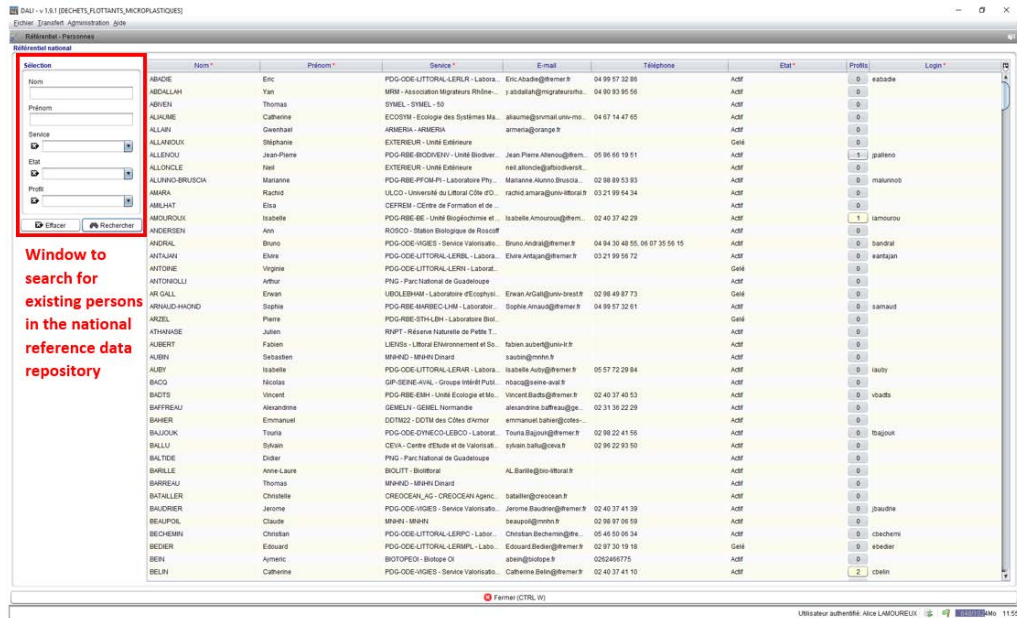 DALI - v 1.9.1 [DECHETS_FLOTTANTS_MICROPLASTIQUES]
Fichier Transfert Administration Aide
Référentiel - Personnes
Référentiel national
Sélection
Nom
Prénom
Service
Etat
Profil
Effacer Rechercher
Window to
search for
existing persons
in the national
reference data
repository
Nom * Prénom * Service * E-mail Téléphone Etat * Profils Login *
ABADIE Eric PDG-ODE-LITTORAL-LERLR - Labora... Eric.Abadie@ifremer.fr 04 99 57 32 86 Actif 0 eabadie
ABDALLAH Yan MRM - Association Migrateurs Rhône-... y.abdallah@migrateursrho... 04 90 93 95 56 Actif 0
ABIVEN Thomas SYMEL - SYMEL - 50 Actif 0
ALIAUME Catherine ECOSYM - Ecologie des Systèmes Ma... aliaume@srvmail.univ-mo... 04 67 14 47 65 Actif 0
ALLAIN Gwenhael ARMERIA - ARMERIA armeria@orange.fr Actif 0
ALLANIOUX Stéphanie EXTERIEUR - Unité Extérieure Gelé 0
ALLENOU Jean-Pierre PDG-RBE-BIODIVENV - Unité Biodiver... Jean.Pierre.Allenou@ifrem... 05 96 66 19 51 Actif 1 jpalleno
ALLONCLE Neil EXTERIEUR - Unité Extérieure neil.alloncle@afbiodiversit... Actif 0
ALUNNO-BRUSCIA Marianne PDG-RBE-PFOM-PI - Laboratoire Phy... Marianne.Alunno.Bruscia... 02 98 89 53 93 Actif 0 malunnob
AMARA Rachid ULCO - Université du Littoral Côte d'O... rachid.amara@univ-littoral.fr 03 21 99 64 34 Actif 0
AMILHAT Elsa CEFREM - CEntre de Formation et de ... Actif 0
AMOUROUX Isabelle PDG-RBE-BE - Unité Biogéochimie et ... Isabelle.Amouroux@ifrem... 02 40 37 42 29 Actif 1 iamourou
ANDERSEN Ann ROSCO - Station Biologique de Roscoff Actif 0
ANDRAL Bruno PDG-ODE-VIGIES - Service Valorisatio... Bruno.Andral@ifremer.fr 04 94 30 48 55, 06 07 35 56 15 Actif 0 bandral
ANTAJAN Elvire PDG-ODE-LITTORAL-LERBL - Labora... Elvire.Antajan@ifremer.fr 03 21 99 56 72 Actif 0 eantajan
ANTOINE Virginie PDG-ODE-LITTORAL-LERN - Laborat... Gelé 0
ANTONIOLLI Arthur PNG - Parc National de Guadeloupe Actif 0
AR GALL Erwan UBOLEBHAM - Laboratoire d'Ecophysi... Erwan.ArGall@univ-brest.fr 02 98 49 87 73 Gelé 0
ARNAUD-HAOND Sophie PDG-RBE-MARBEC-LHM - Laboratoir... Sophie.Arnaud@ifremer.fr 04 99 57 32 61 Actif 0 sarnaud
ARZEL Pierre PDG-RBE-STH-LBH - Laboratoire Biol... Gelé 0
ATHANASE Julien RNPT - Réserve Naturelle de Petite T... Actif 0
AUBERT Fabien LIENSs - Littoral ENvironnement et So... fabien.aubert@univ-lr.fr Actif 0
AUBIN Sebastien MNHND - MNHN Dinard saubin@mnhn.fr Actif 0
AUBY Isabelle PDG-ODE-LITTORAL-LERAR - Labora... Isabelle.Auby@ifremer.fr 05 57 72 29 84 Actif 0 iauby
BACQ Nicolas GIP-SEINE-AVAL - Groupe Intérêt Publ... nbacq@seine-aval.fr Actif 0
BADTS Vincent PDG-RBE-EMH - Unité Ecologie et Mo... Vincent.Badts@ifremer.fr 02 40 37 40 53 Actif 0 vbadts
BAFFREAU Alexandrine GEMELN - GEMEL Normandie alexandrine.baffreau@ge... 02 31 36 22 29 Actif 0
BAHIER Emmanuel DDTM22 - DDTM des Côtes d'Armor emmanuel.bahier@cotes-... Actif 0
BAJJOUK Touria PDG-ODE-DYNECO-LEBCO - Laborat... Touria.Bajjouk@ifremer.fr 02 98 22 41 56 Actif 0 tbajjouk
BALLU Sylvain CEVA - Centre d'Etude et de Valorisati... sylvain.ballu@ceva.fr 02 96 22 93 50 Actif 0
BALTIDE Didier PNG - Parc National de Guadeloupe Actif 0
BARILLE Anne-Laure BIOLITT - Biolittoral AL.Barille@bio-littoral.fr Actif 0
BARREAU Thomas MNHND - MNHN Dinard Actif 0
BATAILLER Christelle CREOCEAN_AG - CREOCEAN Agenc... batailler@creocean.fr Actif 0
BAUDRIER Jerome PDG-ODE-VIGIES - Service Valorisatio... Jerome.Baudrier@ifremer.fr 02 40 37 41 39 Actif 0 jbaudrie
BEAUPOIL Claude MNHN - MNHN beaupoil@mnhn.fr 02 98 97 06 59 Actif 0
BECHEMIN Christian PDG-ODE-LITTORAL-LERPC - Labor... Christian.Bechemin@ifre... 05 46 50 06 34 Actif 0 cbechemi
BEDIER Edouard PDG-ODE-LITTORAL-LERMPL - Labo... Edouard.Bedier@ifremer.fr 02 97 30 19 18 Gelé 0 ebedier
BEIN Aymeric BIOTOPEOI - Biotope OI abein@biotope.fr 0262466775 Actif 0
BELIN Catherine PDG-ODE-VIGIES - Service Valorisatio... Catherine.Belin@ifremer.fr 02 40 37 41 10 Actif 2 cbelin
Fermer (CTRL W)
Utilisateur authentifié: Alice LAMOUREUX 11:55